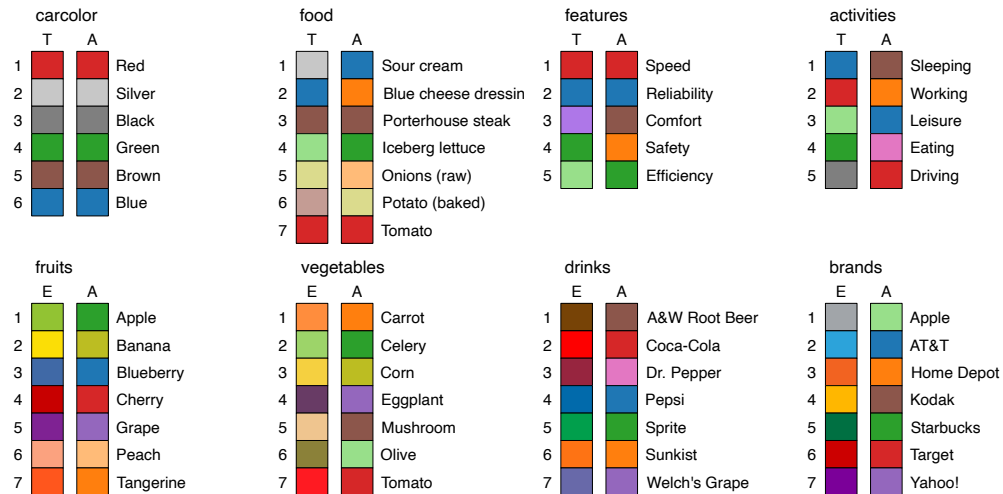 carcolor
T A
1 Red
2 Silver
3 Black
4 Green
5 Brown
6 Blue
food
T A
1 Sour cream
2 Blue cheese dressin
3 Porterhouse steak
4 Iceberg lettuce
5 Onions (raw)
6 Potato (baked)
7 Tomato
features
T A
1 Speed
2 Reliability
3 Comfort
4 Safety
5 Efficiency
activities
T A
1 Sleeping
2 Working
3 Leisure
4 Eating
5 Driving
fruits
E A
1 Apple
2 Banana
3 Blueberry
4 Cherry
5 Grape
6 Peach
7 Tangerine
vegetables
E A
1 Carrot
2 Celery
3 Corn
4 Eggplant
5 Mushroom
6 Olive
7 Tomato
drinks
E A
1 A&W Root Beer
2 Coca-Cola
3 Dr. Pepper
4 Pepsi
5 Sprite
6 Sunkist
7 Welch's Grape
brands
E A
1 Apple
2 AT&T
3 Home Depot
4 Kodak
5 Starbucks
6 Target
7 Yahoo!